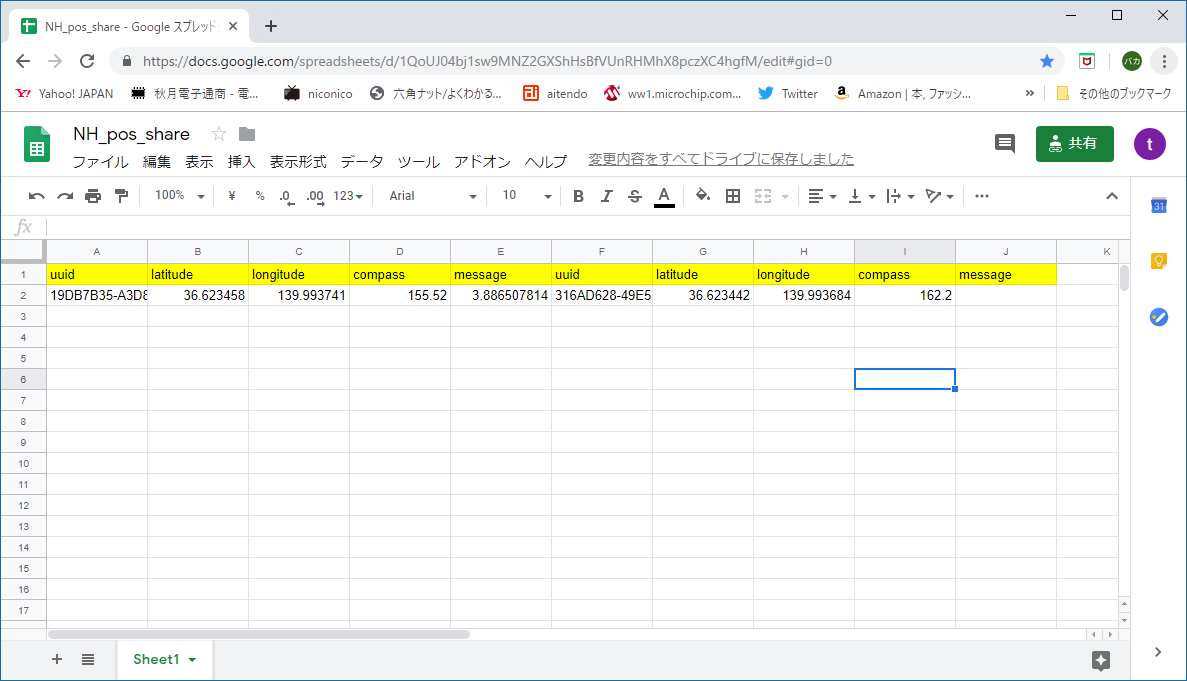 NH_pos_share - Google スプレッド
https://docs.google.com/spreadsheets/d/1QoUJ04bj1sw9MNZ2GXShHsBfVUnRHMhX8pczXC4hgfM/edit#gid=0
バカ
Yahoo! JAPAN 秋月電子通商 - 電... niconico 六角ナット/よくわかる... aitendo ww1.microchip.com... Twitter Amazon | 本, ファッシ... » その他のブックマーク
NH_pos_share
ファイル 編集 表示 挿入 表示形式 データ ツール アドオン ヘルプ 変更内容をすべてドライブに保存しました
共有
t
100% ¥ % .0 .00 123 Arial 10 B I S A
31
fx
A B C D E F G H I J K
1 uuid latitude longitude compass message uuid latitude longitude compass message
2 19DB7B35-A3D8 36.623458 139.993741 155.52 3.886507814 316AD628-49E5 36.623442 139.993684 162.2
3
4
5
6
7
8
9
10
11
12
13
14
15
16
17
Sheet1